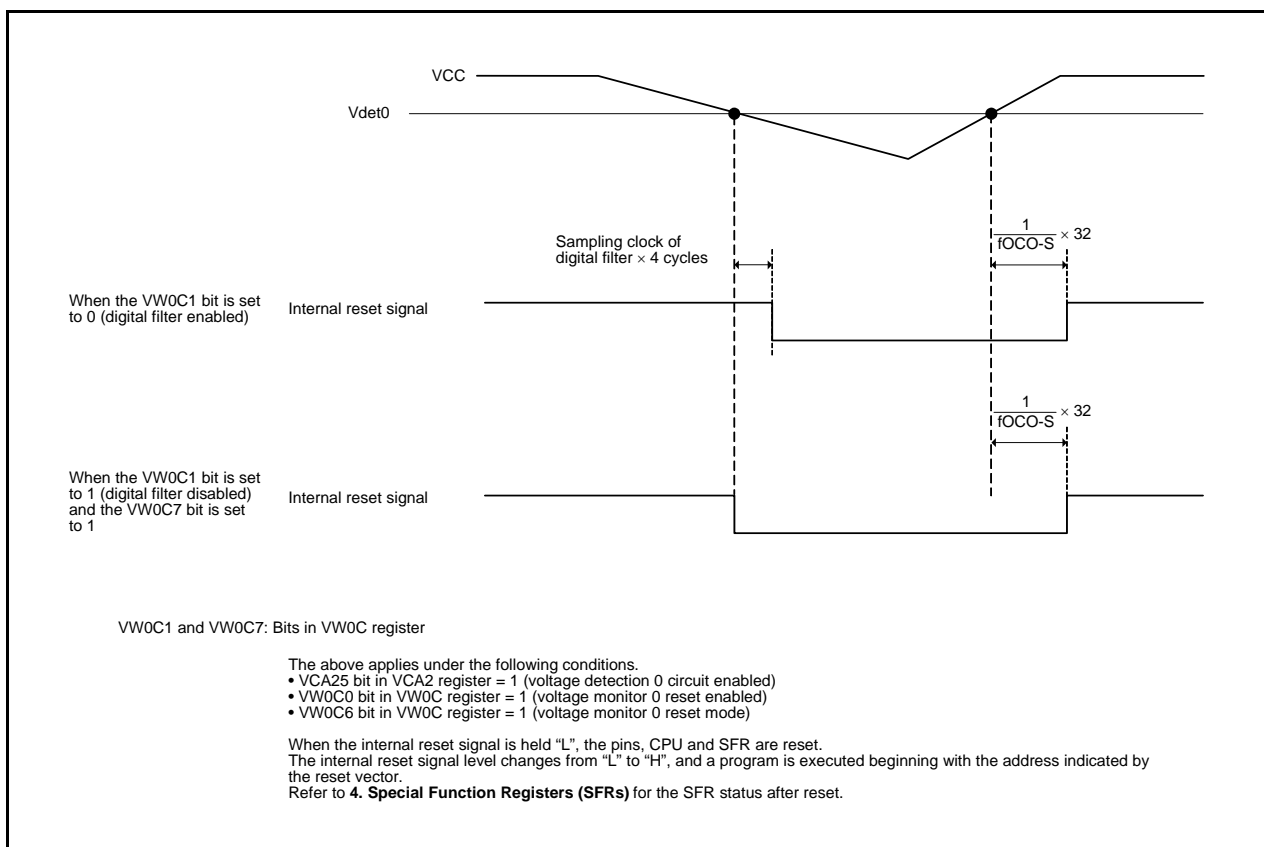 VCC
Vdet0
Sampling clock of
digital filter × 4 cycles
1
fOCO-S
× 32
When the VW0C1 bit is set
to 0 (digital filter enabled)
Internal reset signal
1
fOCO-S
× 32
When the VW0C1 bit is set
to 1 (digital filter disabled)
and the VW0C7 bit is set
to 1
Internal reset signal
VW0C1 and VW0C7: Bits in VW0C register
The above applies under the following conditions.
• VCA25 bit in VCA2 register = 1 (voltage detection 0 circuit enabled)
• VW0C0 bit in VW0C register = 1 (voltage monitor 0 reset enabled)
• VW0C6 bit in VW0C register = 1 (voltage monitor 0 reset mode)
When the internal reset signal is held “L”, the pins, CPU and SFR are reset.
The internal reset signal level changes from “L” to “H”, and a program is executed beginning with the address indicated by
the reset vector.
Refer to 4. Special Function Registers (SFRs) for the SFR status after reset.